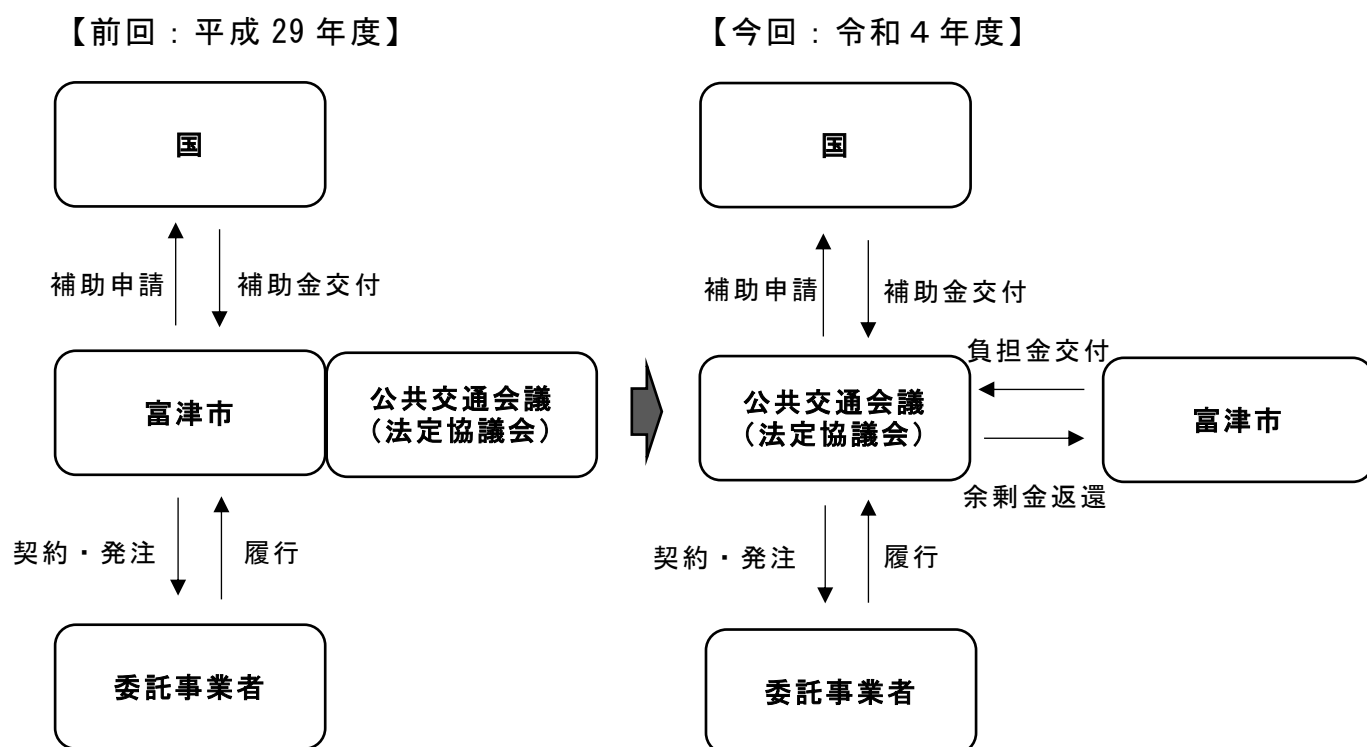 【前回：平成 29 年度】
国
補助申請
補助金交付
富津市
公共交通会議
（法定協議会）
契約・発注
履行
委託事業者
【今回：令和４年度】
国
補助申請
補助金交付
負担金交付
公共交通会議
（法定協議会）
富津市
余剰金返還
契約・発注
履行
委託事業者